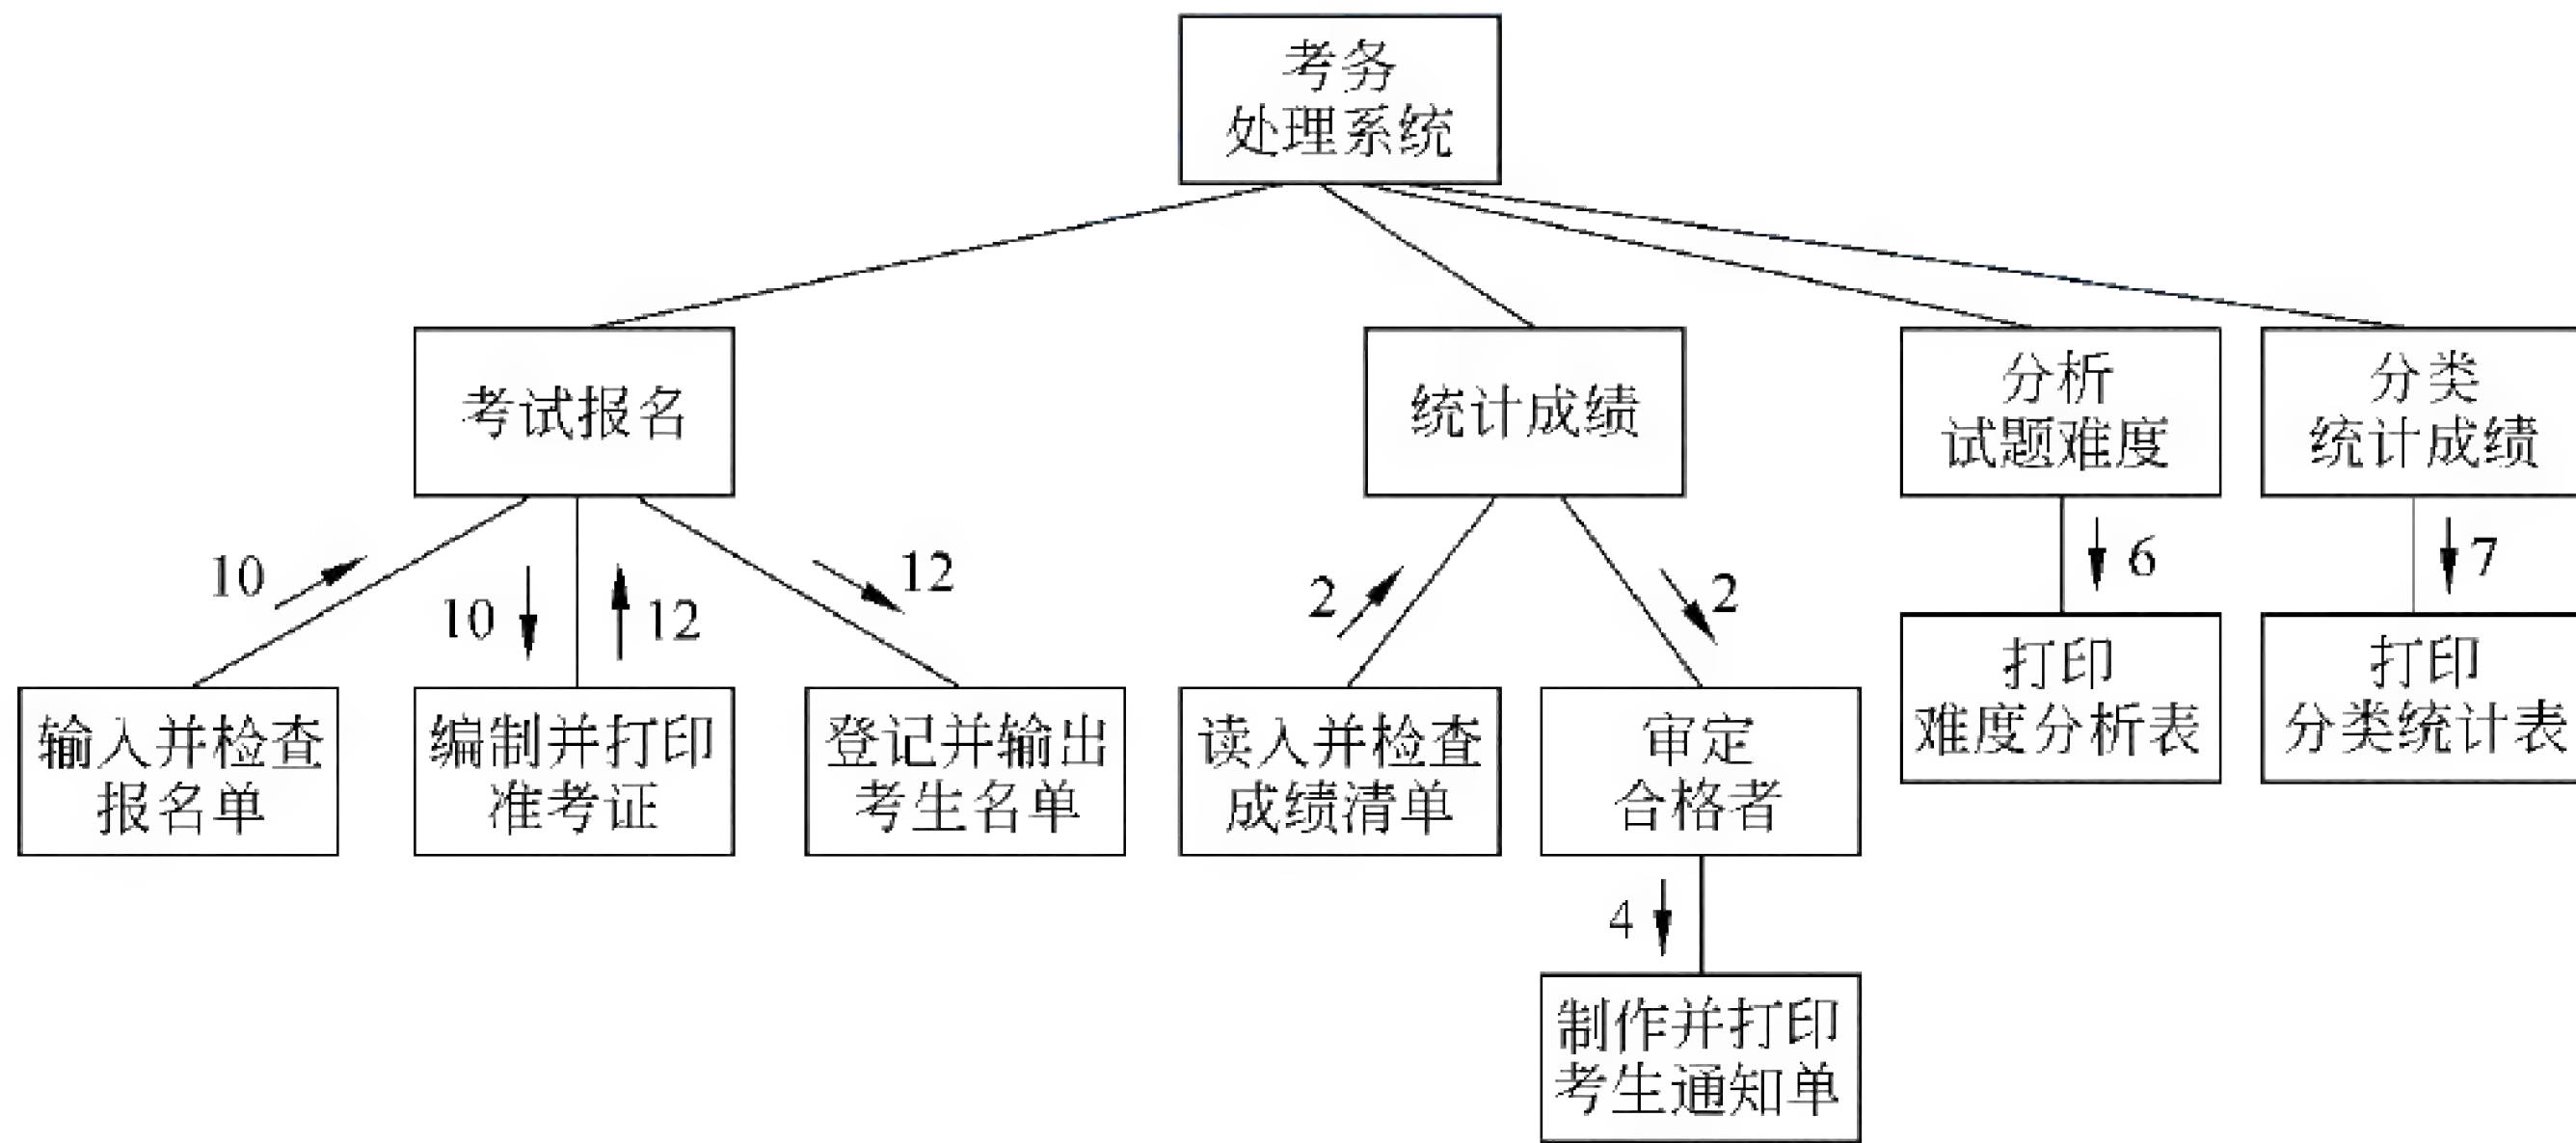 考务
处理系统
考试报名
统计成绩
分析
试题难度
分类
统计成绩
10
10
12
12
2
2
6
7
输入并检查
报名单
编制并打印
准考证
登记并输出
考生名单
读入并检查
成绩清单
审定
合格者
打印
难度分析表
打印
分类统计表
4
制作并打印
考生通知单